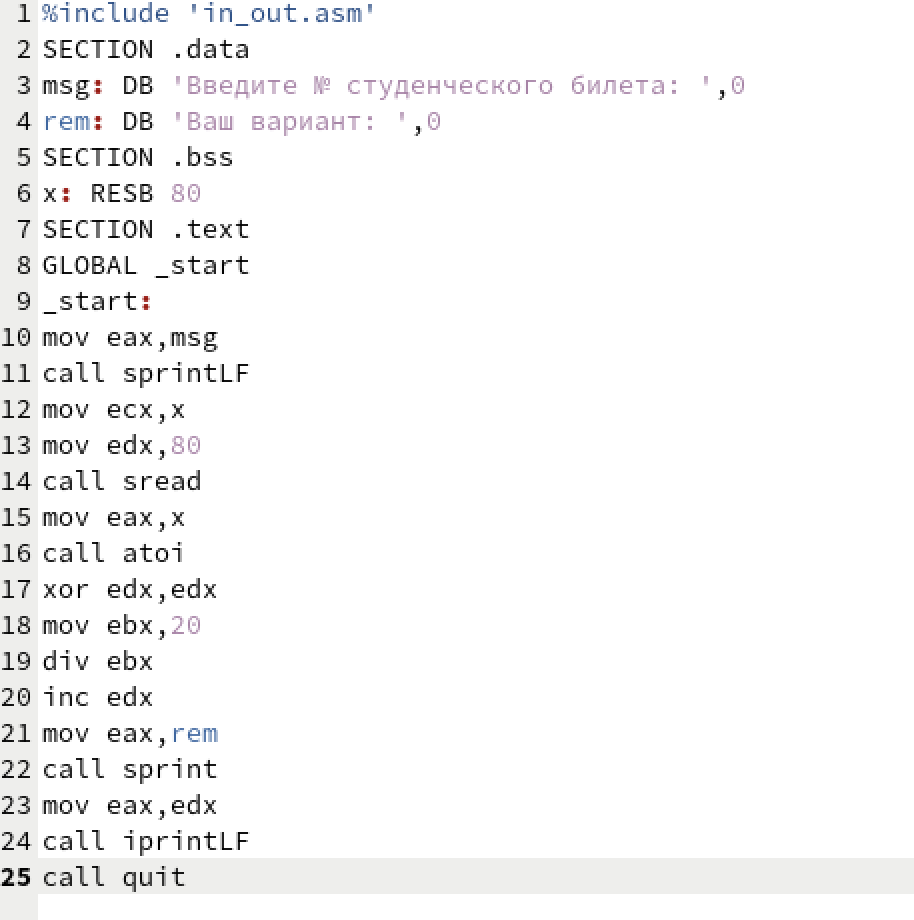 1 %include 'in_out.asm'
2 SECTION .data
3 msg: DB 'Введите № студенческого билета: ',0
4 rem: DB 'Ваш вариант: ',0
5 SECTION .bss
6 x: RESB 80
7 SECTION .text
8 GLOBAL _start
9 _start:
10 mov eax,msg
11 call sprintLF
12 mov ecx,x
13 mov edx,80
14 call sread
15 mov eax,x
16 call atoi
17 xor edx,edx
18 mov ebx,20
19 div ebx
20 inc edx
21 mov eax,rem
22 call sprint
23 mov eax,edx
24 call iprintLF
25 call quit